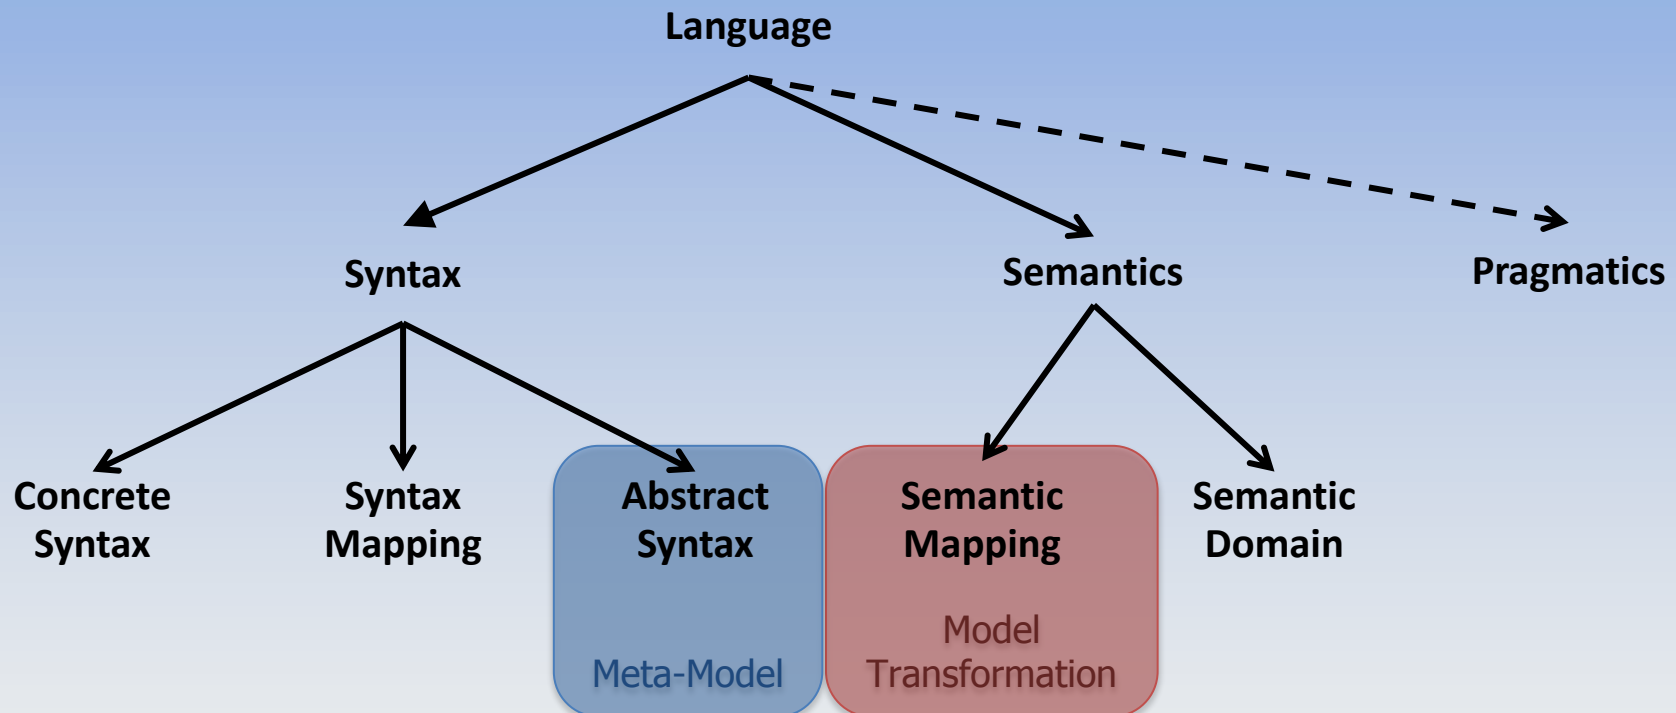 Language
Syntax
Semantics
Pragmatics
Concrete
Syntax
Syntax
Mapping
Abstract
Syntax
Semantic
Mapping
Semantic
Domain
Meta-Model
Model
Transformation